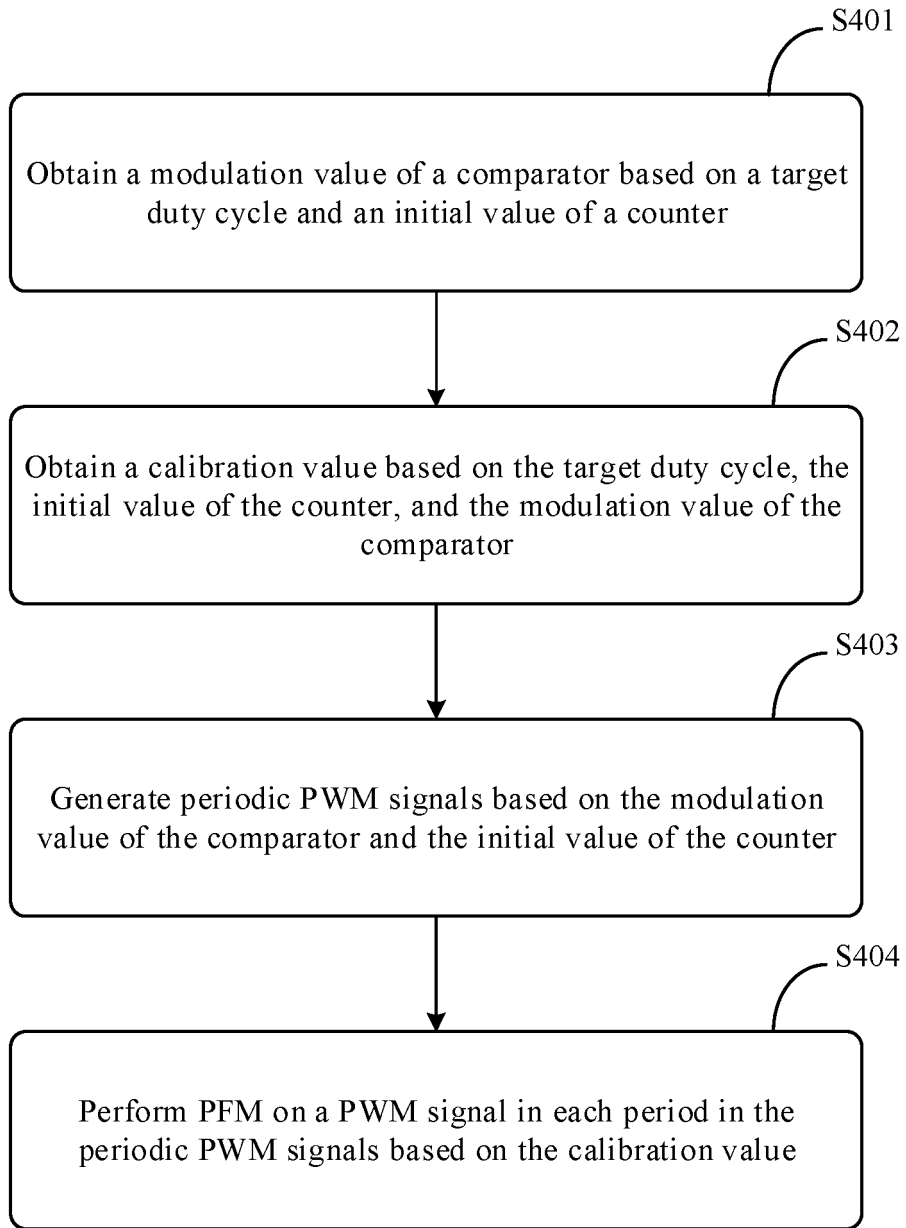 S401
Obtain a modulation value of a comparator based on a target
duty cycle and an initial value of a counter
S402
Obtain a calibration value based on the target duty cycle, the
initial value of the counter, and the modulation value of the
comparator
S403
Generate periodic PWM signals based on the modulation
value of the comparator and the initial value of the counter
S404
Perform PFM on a PWM signal in each period in the
periodic PWM signals based on the calibration value